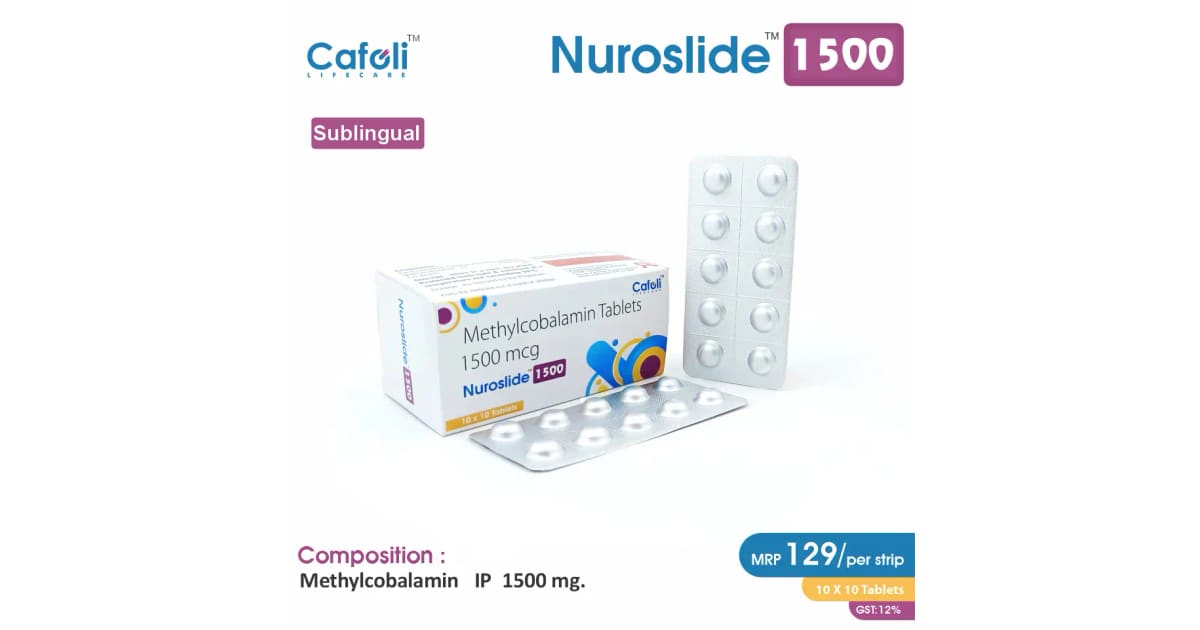 Cafoli™
LIFECARE
Nuroslide™ 1500
Sublingual
Cafoli
Methylcobalamin Tablets
1500 mcg
Nuroslide™ 1500
10 x 10 Tablets
Nuroslide 1500
Composition :
Methylcobalamin IP 1500 mg.
MRP 129/per strip
10 X 10 Tablets
GST:12%